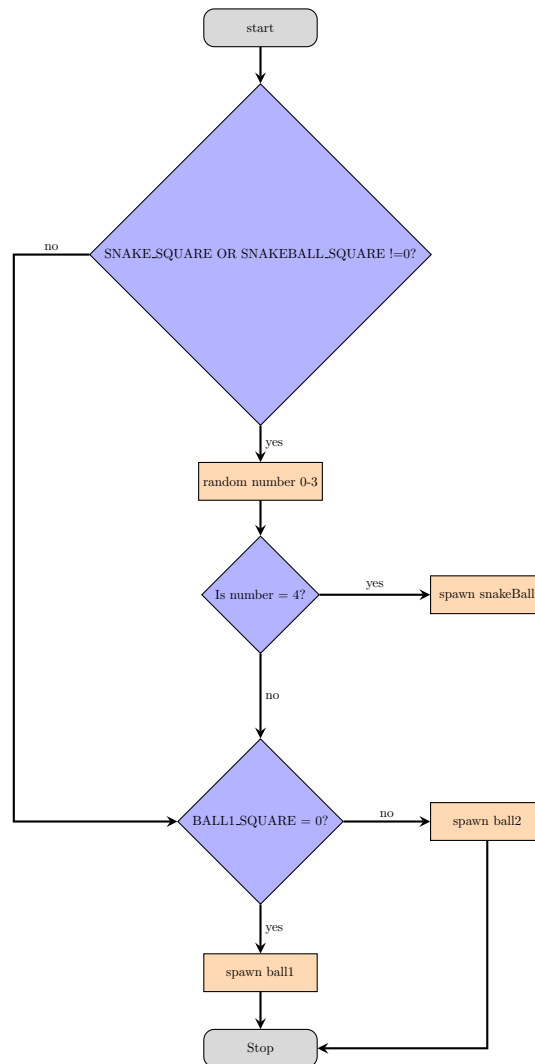 start
SNAKE_SQUARE OR SNAKEBALL_SQUARE !=0?
no
yes
random number 0-3
Is number = 4?
yes
spawn snakeBall
no
BALL1_SQUARE = 0?
no
spawn ball2
yes
spawn ball1
Stop